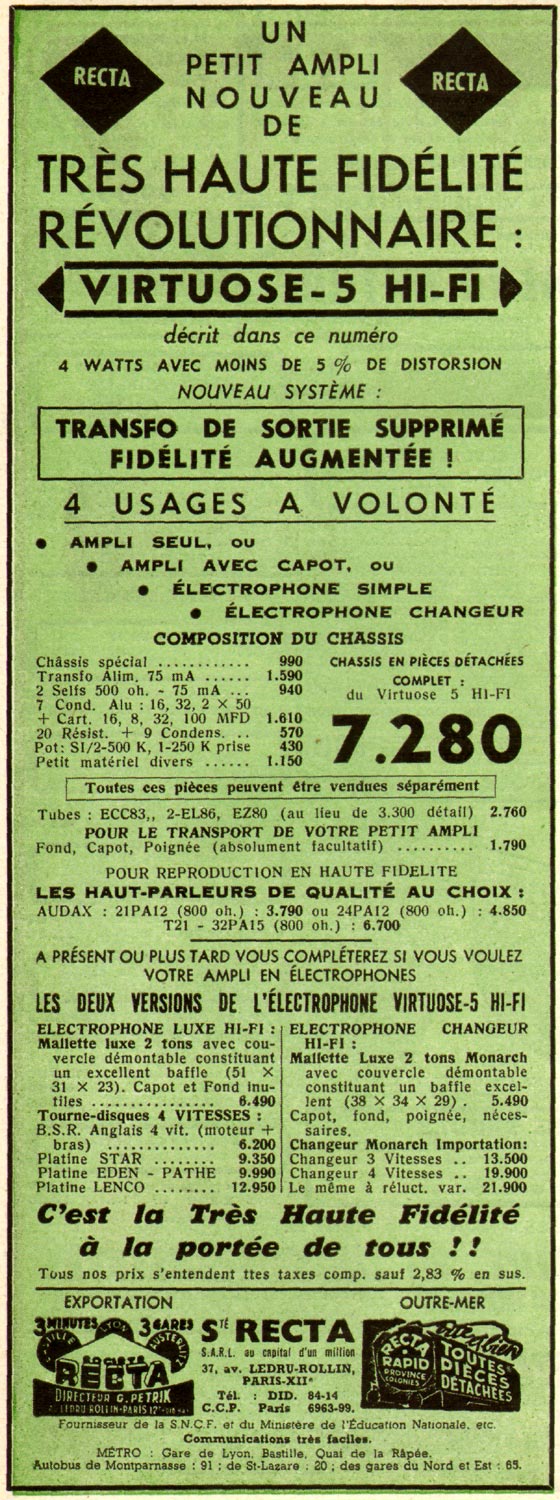 RECTA
UN
PETIT AMPLI
NOUVEAU
DE
RECTA
TRÈS HAUTE FIDÉLITÉ
RÉVOLUTIONNAIRE :
VIRTUOSE-5 HI-FI
décrit dans ce numéro
4 WATTS AVEC MOINS DE 5 % DE DISTORSION
NOUVEAU SYSTÈME :
TRANSFO DE SORTIE SUPPRIMÉ
FIDÉLITÉ AUGMENTÉE !
4 USAGES A VOLONTÉ
• AMPLI SEUL, OU
• AMPLI AVEC CAPOT, OU
• ÉLECTROPHONE SIMPLE
• ÉLECTROPHONE CHANGEUR
COMPOSITION DU CHASSIS
Châssis spécial ............ 990
Transfo Alim. 75 mA ...... 1.590
2 Selfs 500 oh. - 75 mA ... 940
7 Cond. Alu : 16, 32, 2 × 50
+ Cart. 16, 8, 32, 100 MFD 1.610
20 Résist. + 9 Condens. .. 570
Pot: SI/2-500 K, 1-250 K prise 430
Petit matériel divers ...... 1.150
CHASSIS EN PIÈCES DÉTACHÉES
COMPLET :
du Virtuose 5 HI-FI
7.280
Toutes ces pièces peuvent être vendues séparément
Tubes : ECC83,, 2-EL86, EZ80 (au lieu de 3.300 détail) 2.760
POUR LE TRANSPORT DE VOTRE PETIT AMPLI
Fond, Capot, Poignée (absolument facultatif) .......... 1.790
POUR REPRODUCTION EN HAUTE FIDELITE
LES HAUT-PARLEURS DE QUALITÉ AU CHOIX :
AUDAX : 21PA12 (800 oh.) : 3.790 ou 24PA12 (800 oh.) : 4.850
T21 - 32PA15 (800 oh.) : 6.700
A PRÉSENT OU PLUS TARD VOUS COMPLÉTEREZ SI VOUS VOULEZ
VOTRE AMPLI EN ÉLECTROPHONES
LES DEUX VERSIONS DE L'ÉLECTROPHONE VIRTUOSE-5 HI-FI
ELECTROPHONE LUXE HI-FI :
Mallette luxe 2 tons avec cou-
vercle démontable constituant
un excellent baffle (51 ×
31 × 23). Capot et Fond inu-
tiles .................. 6.490
Tourne-disques 4 VITESSES :
B.S.R. Anglais 4 vit. (moteur +
bras) .............. 6.200
Platine STAR ........ 9.350
Platine EDEN - PATHE 9.990
Platine LENCO ........ 12.950
ELECTROPHONE CHANGEUR
HI-FI :
Mallette Luxe 2 tons Monarch
avec couvercle démontable
constituant un baffle excel-
lent (38 × 34 × 29) . 5.490
Capot, fond, poignée, néces-
saires.
Changeur Monarch Importation:
Changeur 3 Vitesses .. 13.500
Changeur 4 Vitesses .. 19.900
Le même à réluct. var. 21.900
C'est la Très Haute Fidélité
à la portée de tous !!
Tous nos prix s'entendent ttes taxes comp. sauf 2,83 % en sus.
EXPORTATION
OUTRE-MER
3 MINUTES
3 GARES
SOCIÉTÉ
RECTA
DIRECTEUR G. PETRIK
37, AV. LEDRU ROLLIN-PARIS 12e
Sté RECTA
S.A.R.L. au capital d'un million
37, av. LEDRU-ROLLIN,
PARIS-XIIe
Tél. : DID. 84-14
C.C.P. Paris 6963-99.
RECTA
RAPID
PROVINCE
COLONIES
TOUTES
PIÈCES
DÉTACHÉES
Fournisseur de la S.N.C.F. et du Ministère de l'Éducation Nationale, etc.
Communications très faciles.
MÉTRO : Gare de Lyon, Bastille, Quai de la Râpée.
Autobus de Montparnasse : 91 ; de St-Lazare : 20 ; des gares du Nord et Est : 65.